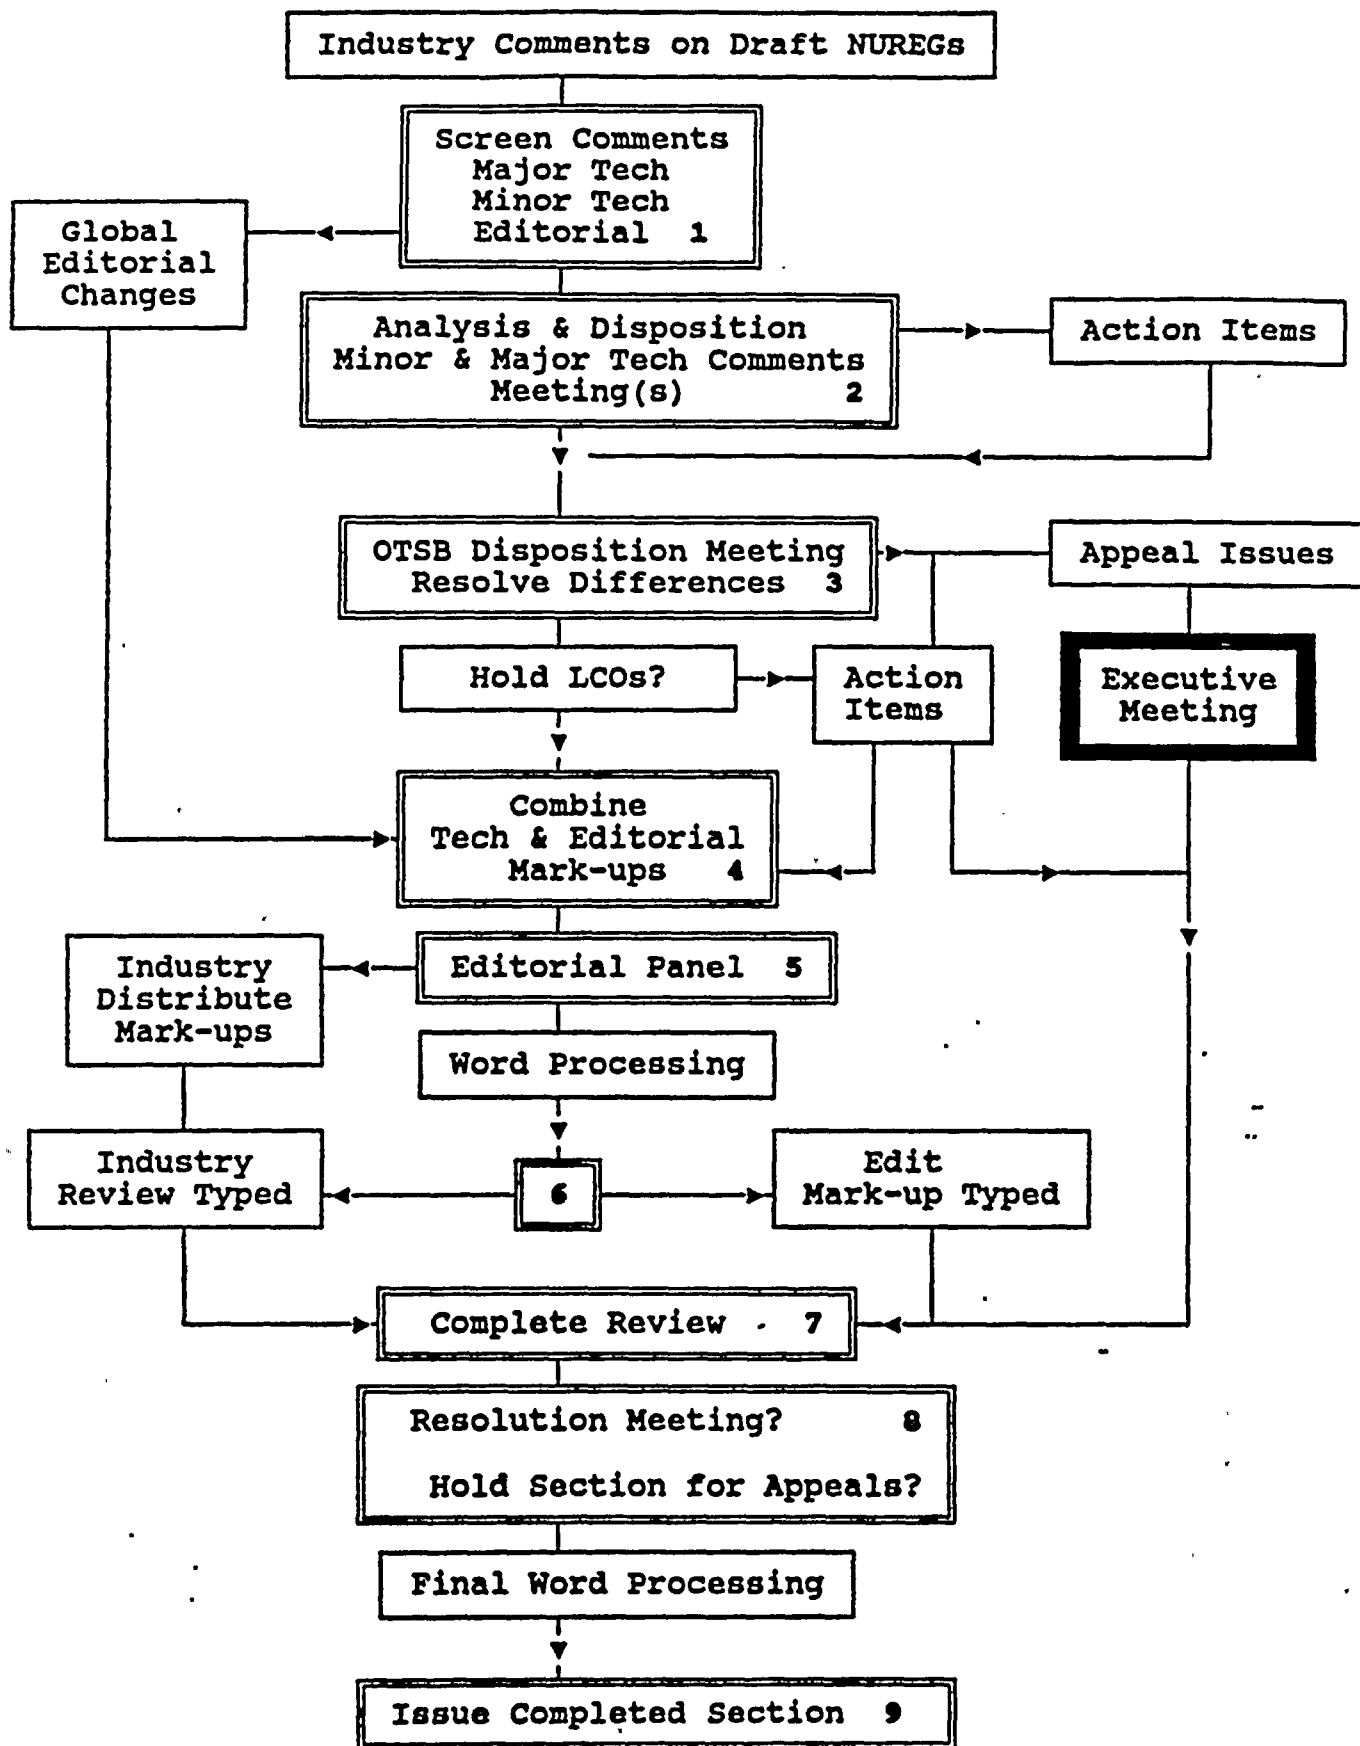 Industry Comments on Draft NUREGs
Screen Comments
Major Tech
Minor Tech
Editorial 1
Global
Editorial
Changes
Analysis & Disposition
Minor & Major Tech Comments
Meeting(s) 2
Action Items
OTSB Disposition Meeting
Resolve Differences 3
Appeal Issues
Hold LCOs?
Action
Items
Executive
Meeting
Combine
Tech & Editorial
Mark-ups 4
Editorial Panel 5
Industry
Distribute
Mark-ups
Word Processing
Industry
Review Typed
6
Edit
Mark-up Typed
Complete Review 7
Resolution Meeting? 8
Hold Section for Appeals?
Final Word Processing
Issue Completed Section 9